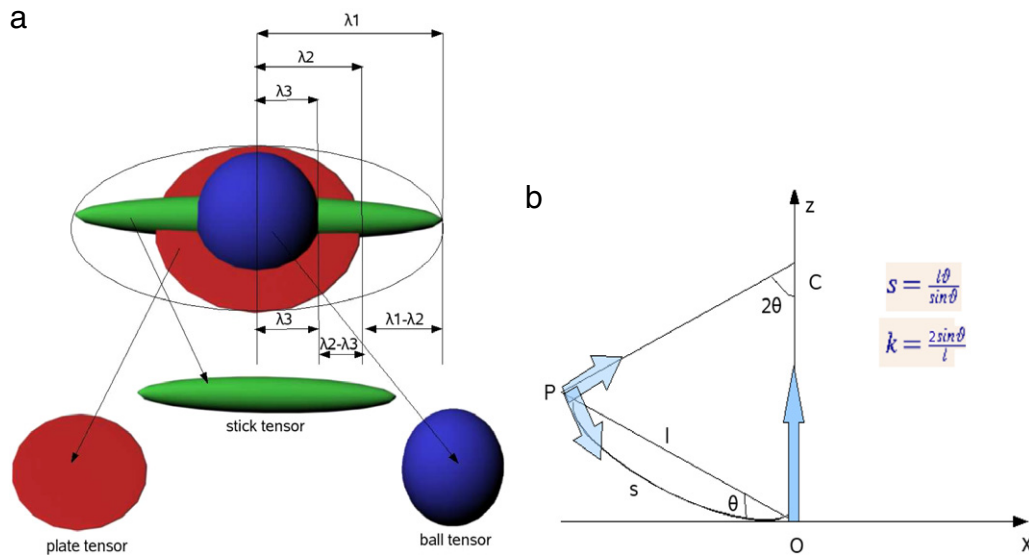 a
λ1
λ2
λ3
λ3
λ1-λ2
λ2-λ3
stick tensor
plate tensor
ball tensor
b
z
C
2θ
s = lϑ / sinϑ
k = 2sinϑ / l
P
l
s
θ
O
x